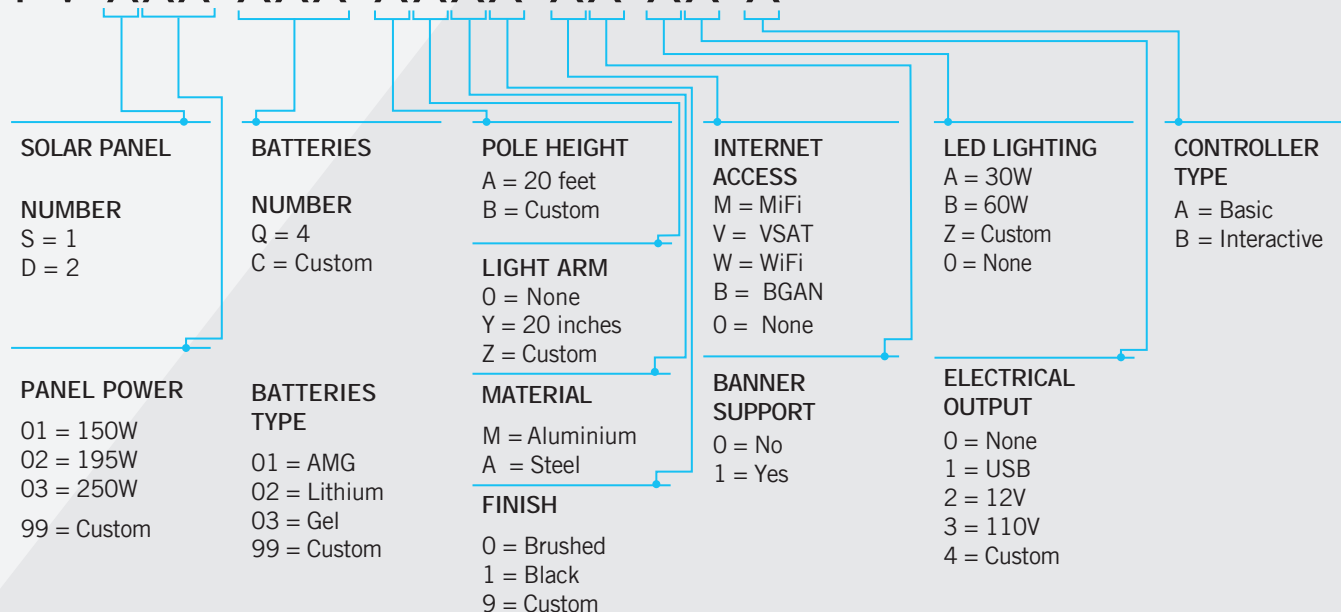 SOLAR PANEL
NUMBER
S = 1
D = 2
PANEL POWER
01 = 150W
02 = 195W
03 = 250W
99 = Custom
BATTERIES
NUMBER
Q = 4
C = Custom
BATTERIES
TYPE
01 = AMG
02 = Lithium
03 = Gel
99 = Custom
POLE HEIGHT
A = 20 feet
B = Custom
LIGHT ARM
0 = None
Y = 20 inches
Z = Custom
MATERIAL
M = Aluminium
A = Steel
FINISH
0 = Brushed
1 = Black
9 = Custom
INTERNET
ACCESS
M = MiFi
V = VSAT
W = WiFi
B = BGAN
0 = None
BANNER
SUPPORT
0 = No
1 = Yes
LED LIGHTING
A = 30W
B = 60W
Z = Custom
0 = None
ELECTRICAL
OUTPUT
0 = None
1 = USB
2 = 12V
3 = 110V
4 = Custom
CONTROLLER
TYPE
A = Basic
B = Interactive